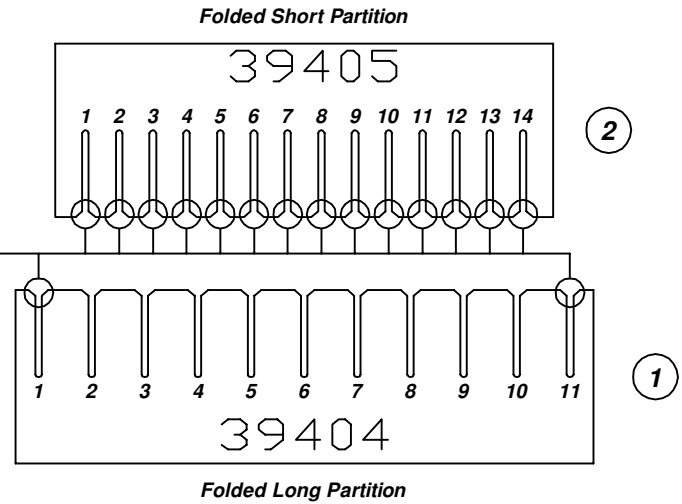 Folded Short Partition
39405
1 2 3 4 5 6 7 8 9 10 11 12 13 14
2
1 2 3 4 5 6 7 8 9 10 11
1
39404
Folded Long Partition